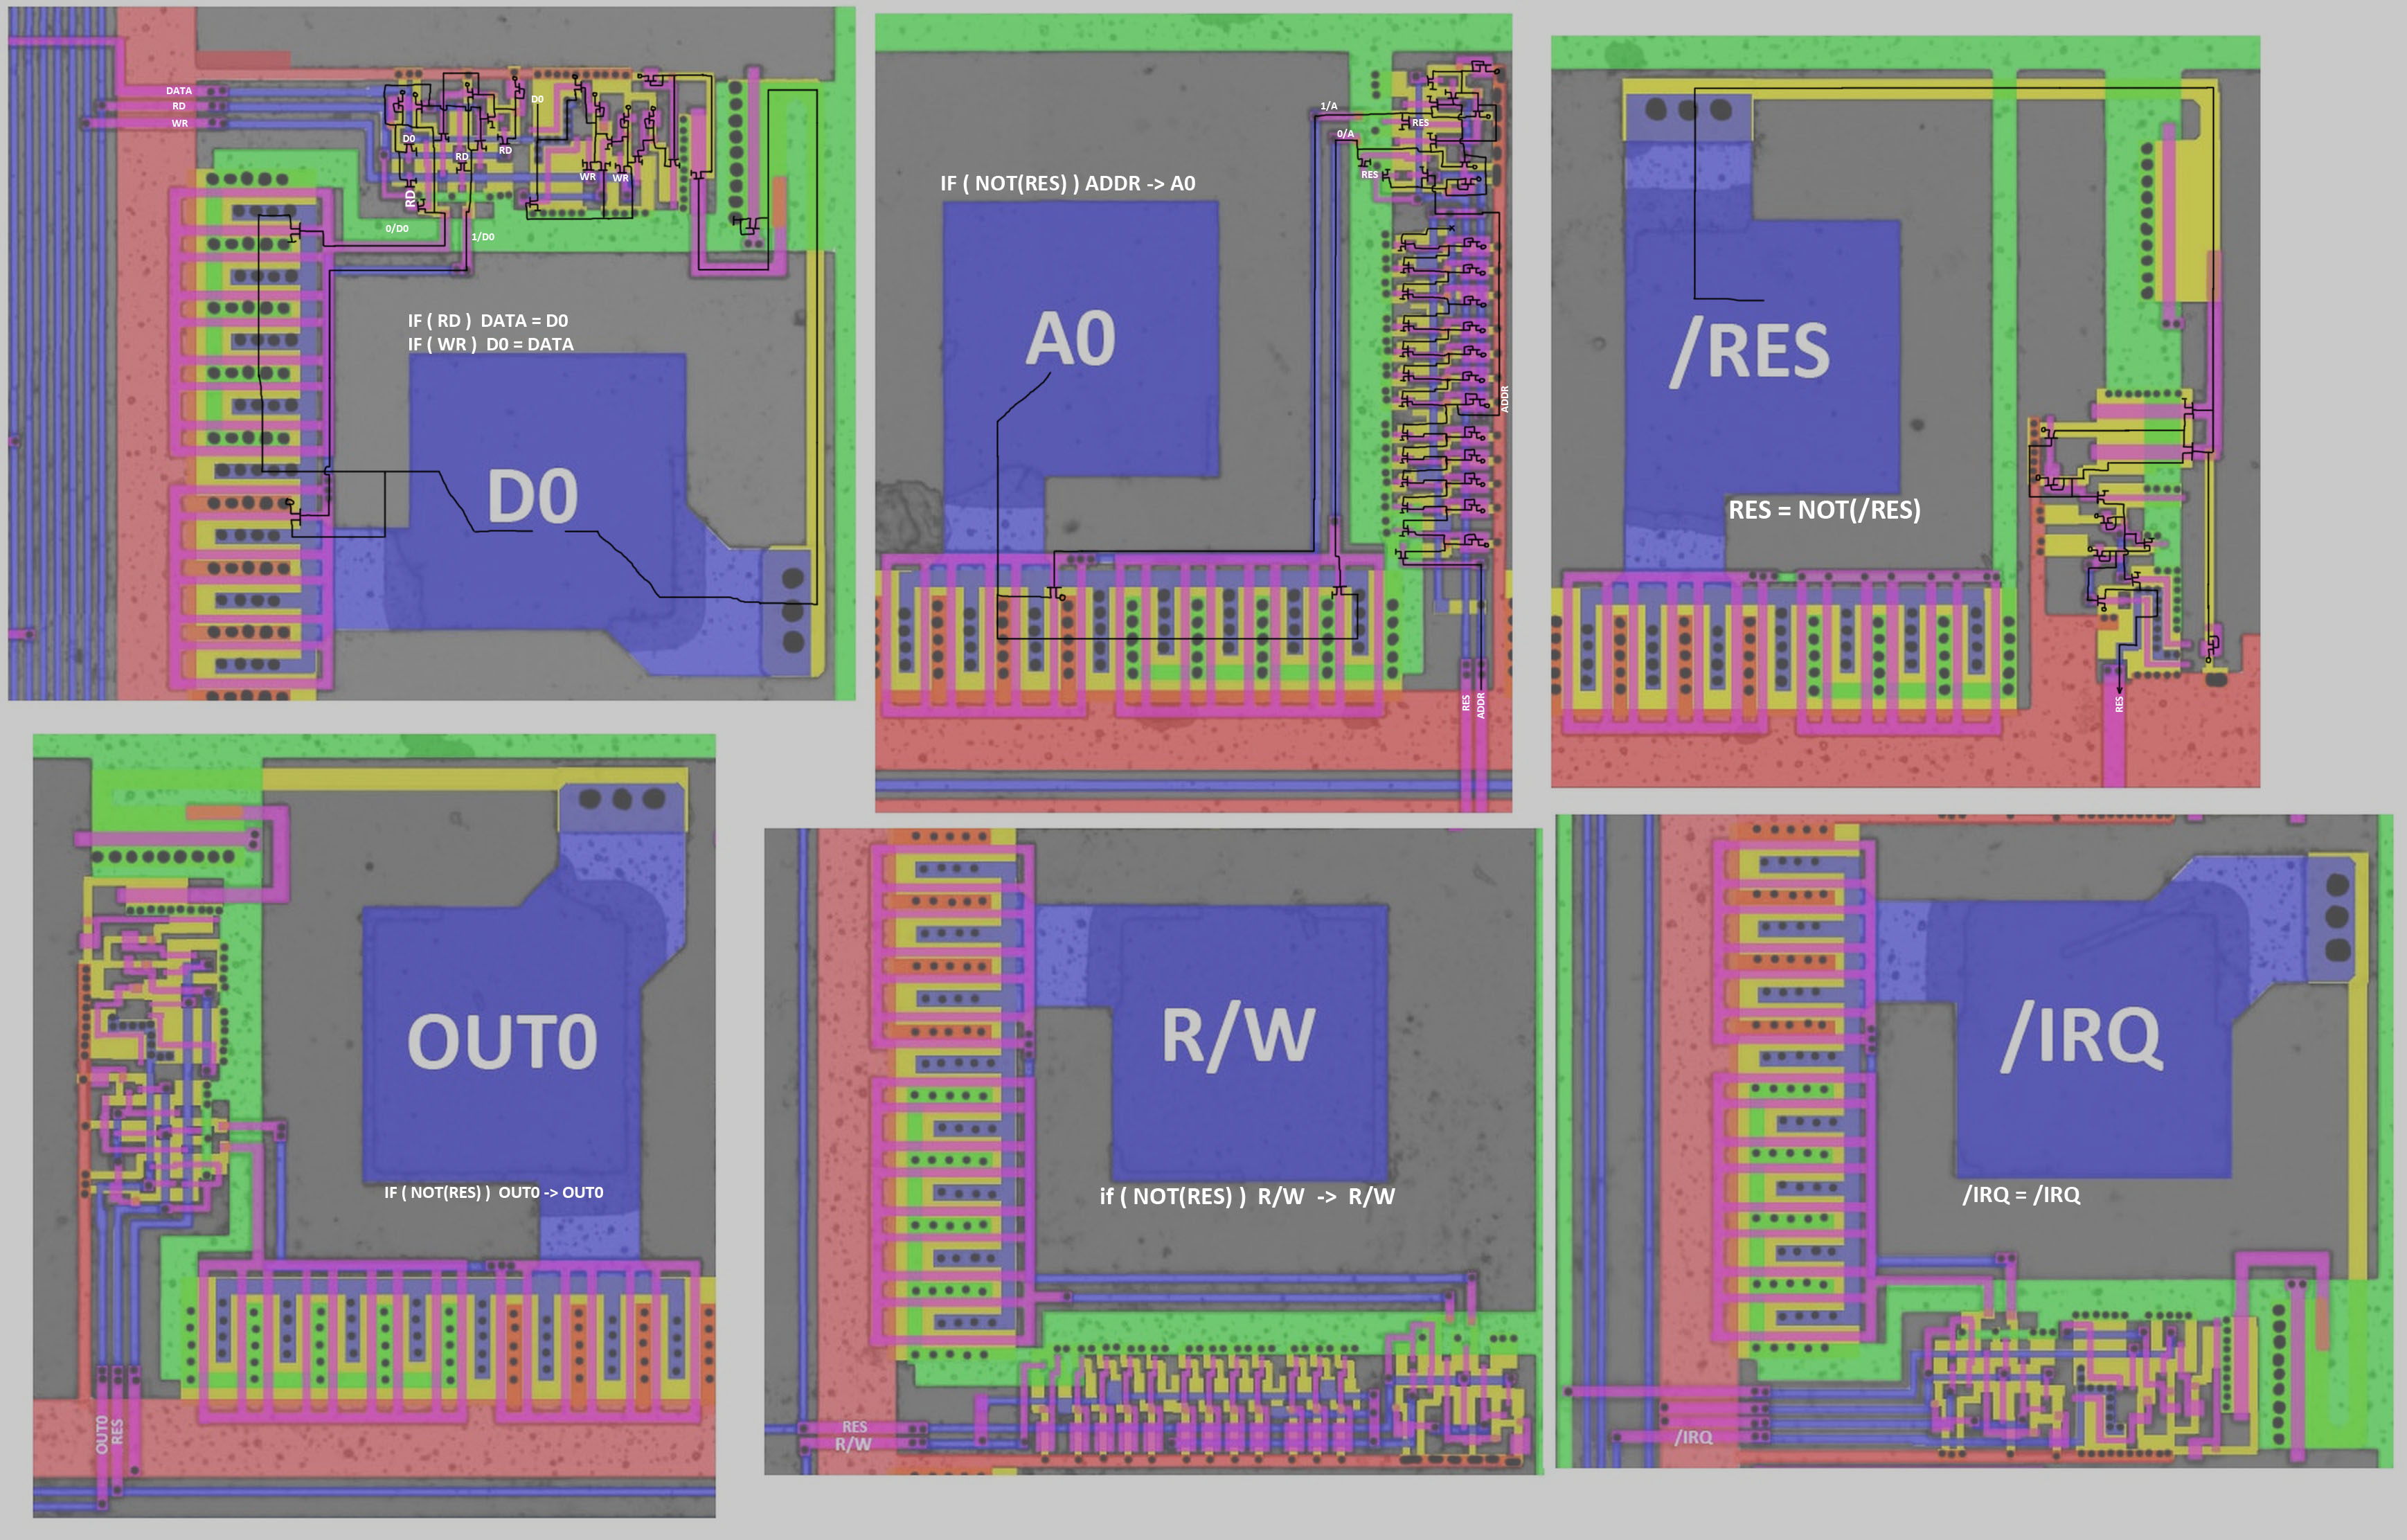 DATA
RD
WR
D0
RD
RD
RD
D0
WR
WR
0/D0
1/D0
IF ( RD )  DATA = D0
IF ( WR )  D0 = DATA
D0
1/A
0/A
RES
RES
IF ( NOT(RES) ) ADDR -> A0
A0
ADDR
RES
ADDR
/RES
RES = NOT(/RES)
RES
OUT0
IF ( NOT(RES) )  OUT0 -> OUT0
OUT0
RES
R/W
if ( NOT(RES) )  R/W  ->  R/W
RES
R/W
/IRQ
/IRQ = /IRQ
/IRQ